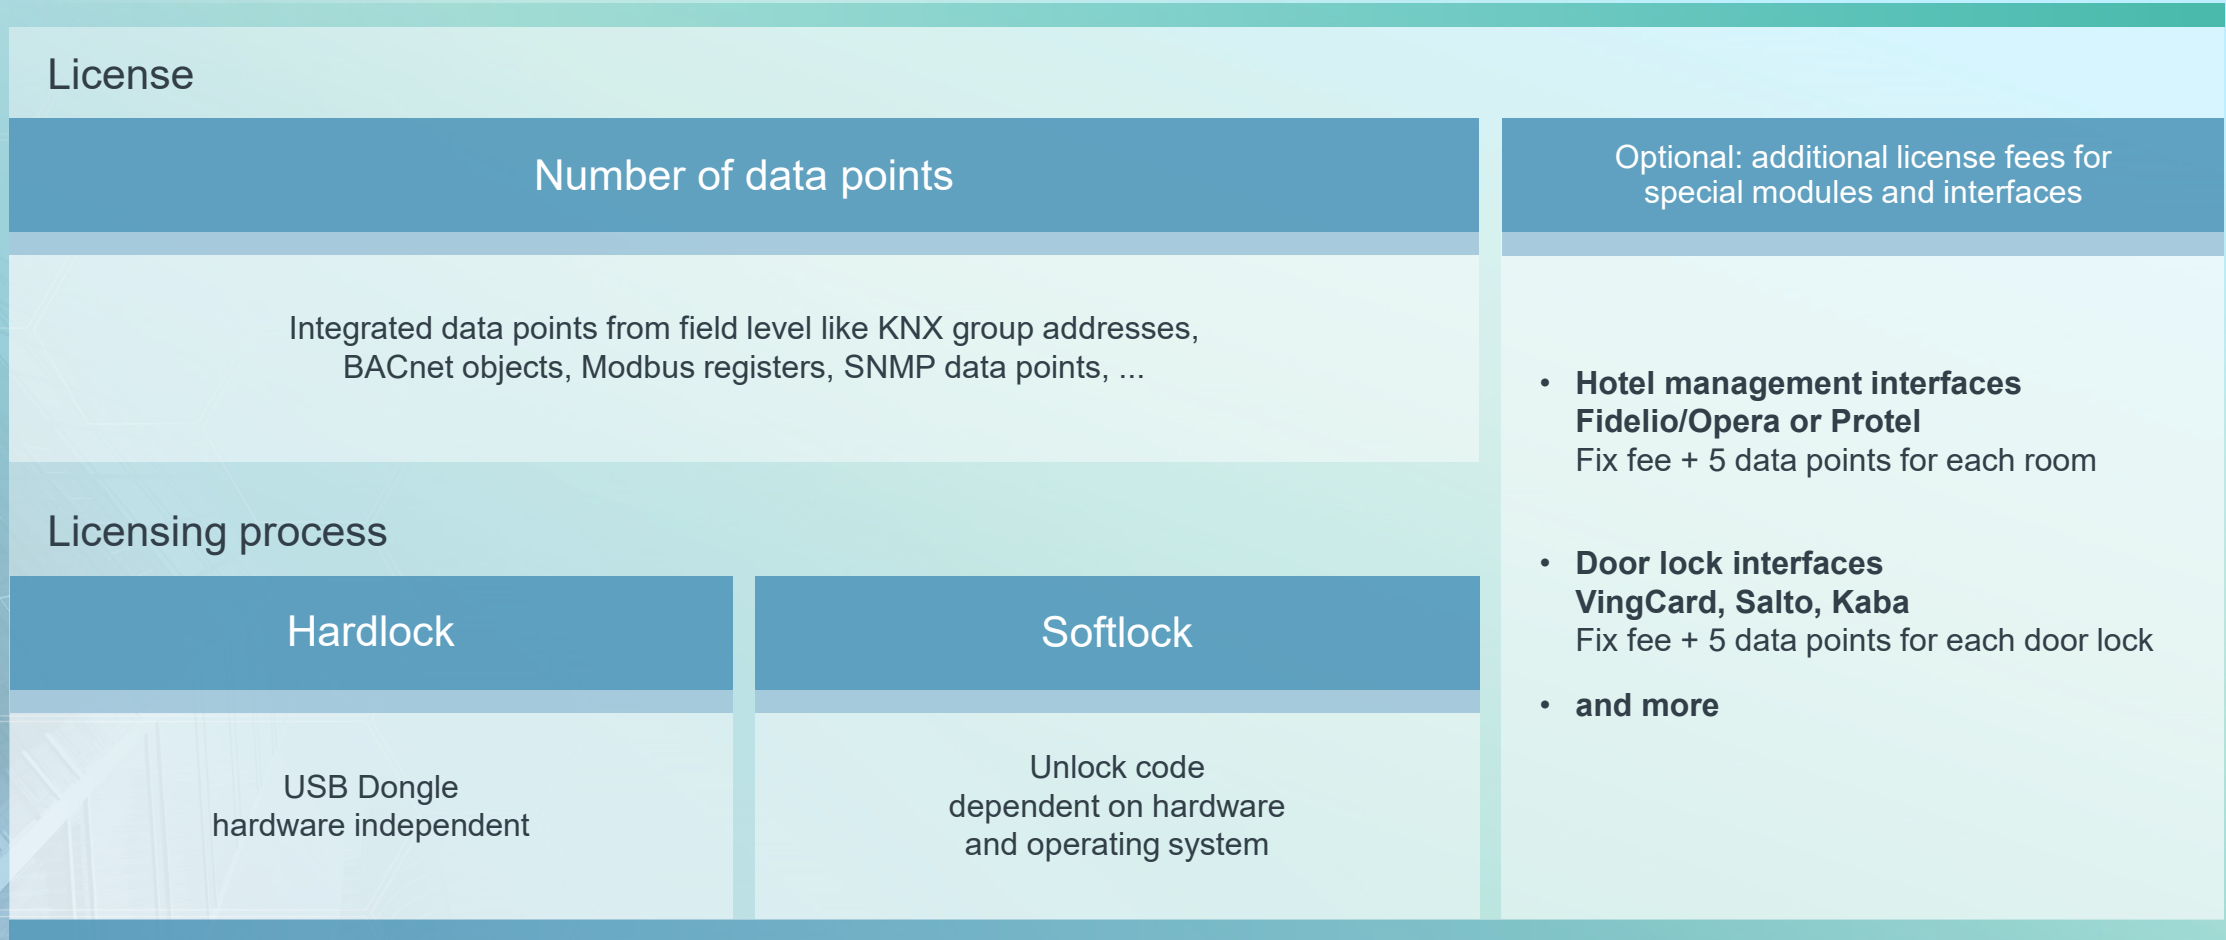 License
Number of data points
Integrated data points from field level like KNX group addresses,
BACnet objects, Modbus registers, SNMP data points, ...
Licensing process
Hardlock
USB Dongle
hardware independent
Softlock
Unlock code
dependent on hardware
and operating system
Optional: additional license fees for
special modules and interfaces
• Hotel management interfaces
Fidelio/Opera or Protel
Fix fee + 5 data points for each room
• Door lock interfaces
VingCard, Salto, Kaba
Fix fee + 5 data points for each door lock
• and more